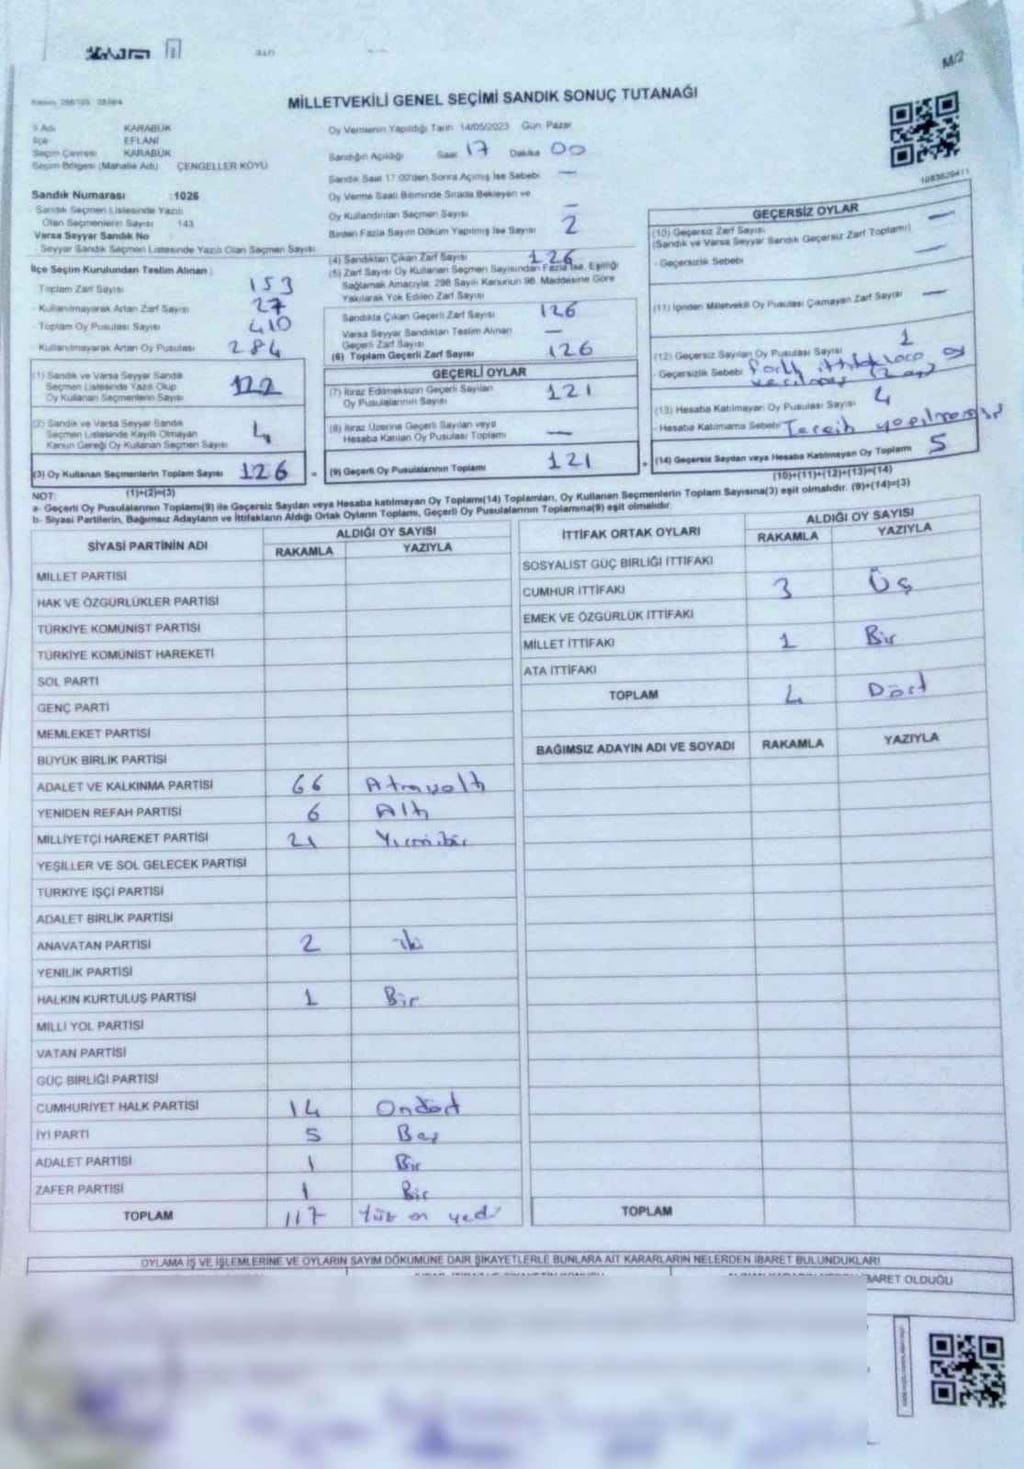 M/2
MİLLETVEKİLİ GENEL SEÇİMİ SANDIK SONUÇ TUTANAĞI
İl Adı KARABÜK
İlçe EFLANİ
Seçim Çevresi KARABÜK
Seçim Bölgesi (Mahalle Adı) ÇENGELLER KÖYÜ
Sandık Numarası : 1026
Sandık Seçmen Listesinde Yazılı
Olan Seçmenlerin Sayısı 143
Varsa Seyyar Sandık No
Seyyar Sandık Seçmen Listesinde Yazılı Olan Seçmen Sayısı
Oy Vermenin Yapıldığı Tarih 14/05/2023 Gün Pazar
Sandığın Açıldığı Saat 17 Dakika 00
Sandık Saat 17:00'den Sonra Açılmış İse Sebebi —
Oy Verme Saati Bitiminde Sırada Bekleyen ve
Oy Kullandırılan Seçmen Sayısı —
Birden Fazla Sayım Döküm Yapılmış İse Sayısı 2
İlçe Seçim Kurulundan Teslim Alınan :
Toplam Zarf Sayısı 153
Kullanılmayarak Artan Zarf Sayısı 27
Toplam Oy Pusulası Sayısı 410
Kullanılmayarak Artan Oy Pusulası 284
(1) Sandık ve Varsa Seyyar Sandık
Seçmen Listesinde Yazılı Olup
Oy Kullanan Seçmenlerin Sayısı 122
(2) Sandık ve Varsa Seyyar Sandık
Seçmen Listesinde Kayıtlı Olmayan
Kanun Gereği Oy Kullanan Seçmen Sayısı 4
(3) Oy Kullanan Seçmenlerin Toplam Sayısı 126
(1)+(2)=(3)
(4) Sandıktan Çıkan Zarf Sayısı 126
(5) Zarf Sayısı Oy Kullanan Seçmen Sayısından Fazla İse, Eşitliği
Sağlamak Amacıyla; 298 Sayılı Kanunun 98. Maddesine Göre
Yakılarak Yok Edilen Zarf Sayısı
Sandıkta Çıkan Geçerli Zarf Sayısı 126
Varsa Seyyar Sandıktan Teslim Alınan
Geçerli Zarf Sayısı —
(6) Toplam Geçerli Zarf Sayısı 126
GEÇERLİ OYLAR
(7) İtiraz Edilmeksizin Geçerli Sayılan
Oy Pusulalarının Sayısı 121
(8) İtiraz Üzerine Geçerli Sayılan veya
Hesaba Katılan Oy Pusulaları Toplamı —
= (9) Geçerli Oy Pusulalarının Toplamı 121
GEÇERSİZ OYLAR
(10) Geçersiz Zarf Sayısı —
(Sandık ve Varsa Seyyar Sandık Geçersiz Zarf Toplamı)
- Geçersizlik Sebebi —
(11) İçinden Milletvekili Oy Pusulası Çıkmayan Zarf Sayısı —
(12) Geçersiz Sayılan Oy Pusulası Sayısı 1
- Geçersizlik Sebebi
(13) Hesaba Katılmayan Oy Pusulası Sayısı 4
- Hesaba Katılmama Sebebi Tercih yapılmamış
+ (14) Geçersiz Sayılan veya Hesaba Katılmayan Oy Toplamı 5
(10)+(11)+(12)+(13)=(14)
NOT:
a- Geçerli Oy Pusulalarının Toplamı(9) ile Geçersiz Sayılan veya Hesaba katılmayan Oy Toplamı(14) Toplamları, Oy Kullanan Seçmenlerin Toplam Sayısına(3) eşit olmalıdır. (9)+(14)=(3)
b- Siyasi Partilerin, Bağımsız Adayların ve İttifakların Aldığı Ortak Oyların Toplamı, Geçerli Oy Pusulalarının Toplamına(9) eşit olmalıdır.
SİYASİ PARTİNİN ADI ALDIĞI OY SAYISI
RAKAMLA YAZIYLA
MİLLET PARTİSİ
HAK VE ÖZGÜRLÜKLER PARTİSİ
TÜRKİYE KOMÜNİST PARTİSİ
TÜRKİYE KOMÜNİST HAREKETİ
SOL PARTİ
GENÇ PARTİ
MEMLEKET PARTİSİ
BÜYÜK BİRLİK PARTİSİ
ADALET VE KALKINMA PARTİSİ 66 Atmışaltı
YENİDEN REFAH PARTİSİ 6 Altı
MİLLİYETÇİ HAREKET PARTİSİ 21 Yirmibir
YEŞİLLER VE SOL GELECEK PARTİSİ
TÜRKİYE İŞÇİ PARTİSİ
ADALET BİRLİK PARTİSİ
ANAVATAN PARTİSİ 2 iki
YENİLİK PARTİSİ
HALKIN KURTULUŞ PARTİSİ 1 Bir
MİLLİ YOL PARTİSİ
VATAN PARTİSİ
GÜÇ BİRLİĞİ PARTİSİ
CUMHURİYET HALK PARTİSİ 14 Ondört
İYİ PARTİ 5 Beş
ADALET PARTİSİ 1 Bir
ZAFER PARTİSİ 1 Bir
TOPLAM 117 Yüz on yedi
İTTİFAK ORTAK OYLARI ALDIĞI OY SAYISI
RAKAMLA YAZIYLA
SOSYALİST GÜÇ BİRLİĞİ İTTİFAKI
CUMHUR İTTİFAKI 3 Üç
EMEK VE ÖZGÜRLÜK İTTİFAKI
MİLLET İTTİFAKI 1 Bir
ATA İTTİFAKI
TOPLAM 4 Dört
BAĞIMSIZ ADAYIN ADI VE SOYADI RAKAMLA YAZIYLA
TOPLAM
OYLAMA İŞ VE İŞLEMLERİNE VE OYLARIN SAYIM DÖKÜMÜNE DAİR ŞİKAYETLERLE BUNLARA AİT KARARLARIN NELERDEN İBARET BULUNDUKLARI
BARET OLDUĞU